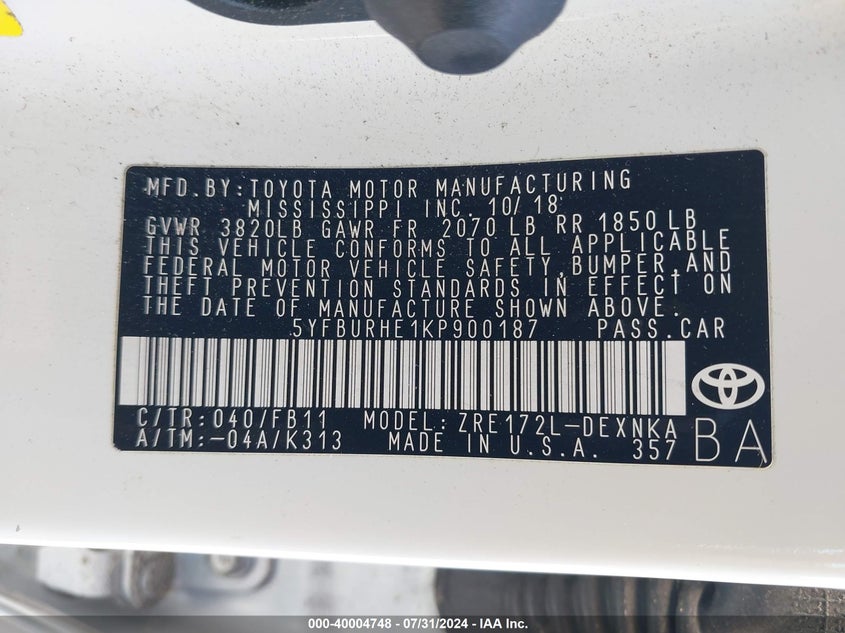 MFD.BY:TOYOTA MOTOR MANUFACTURING
MISSISSIPPI INC. 10/18
GVWR 3820LB GAWR FR 2070 LB RR 1850 LB
THIS VEHICLE CONFORMS TO ALL APPLICABLE
FEDERAL MOTOR VEHICLE SAFETY,BUMPER,AND
THEFT PREVENTION STANDARDS IN EFFECT ON
THE DATE OF MANUFACTURE SHOWN ABOVE.
5YFBURHE1KP900187 PASS.CAR
C/TR:040/FB11 MODEL:ZRE172L-DEXNKA
A/TM:-04A/K313 MADE IN U.S.A. 357
BA
000-40004748 / 07/31/2024 - IAA Inc.